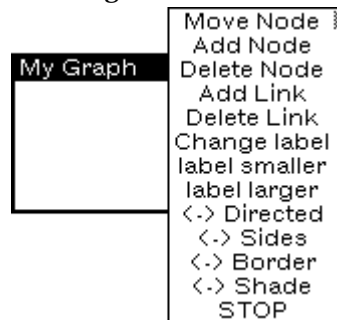 Move Node
Add Node
My Graph
Delete Node
Add Link
Delete Link
Change label
label smaller
label larger
<-> Directed
<-> Sides
<-> Border
<-> Shade
STOP